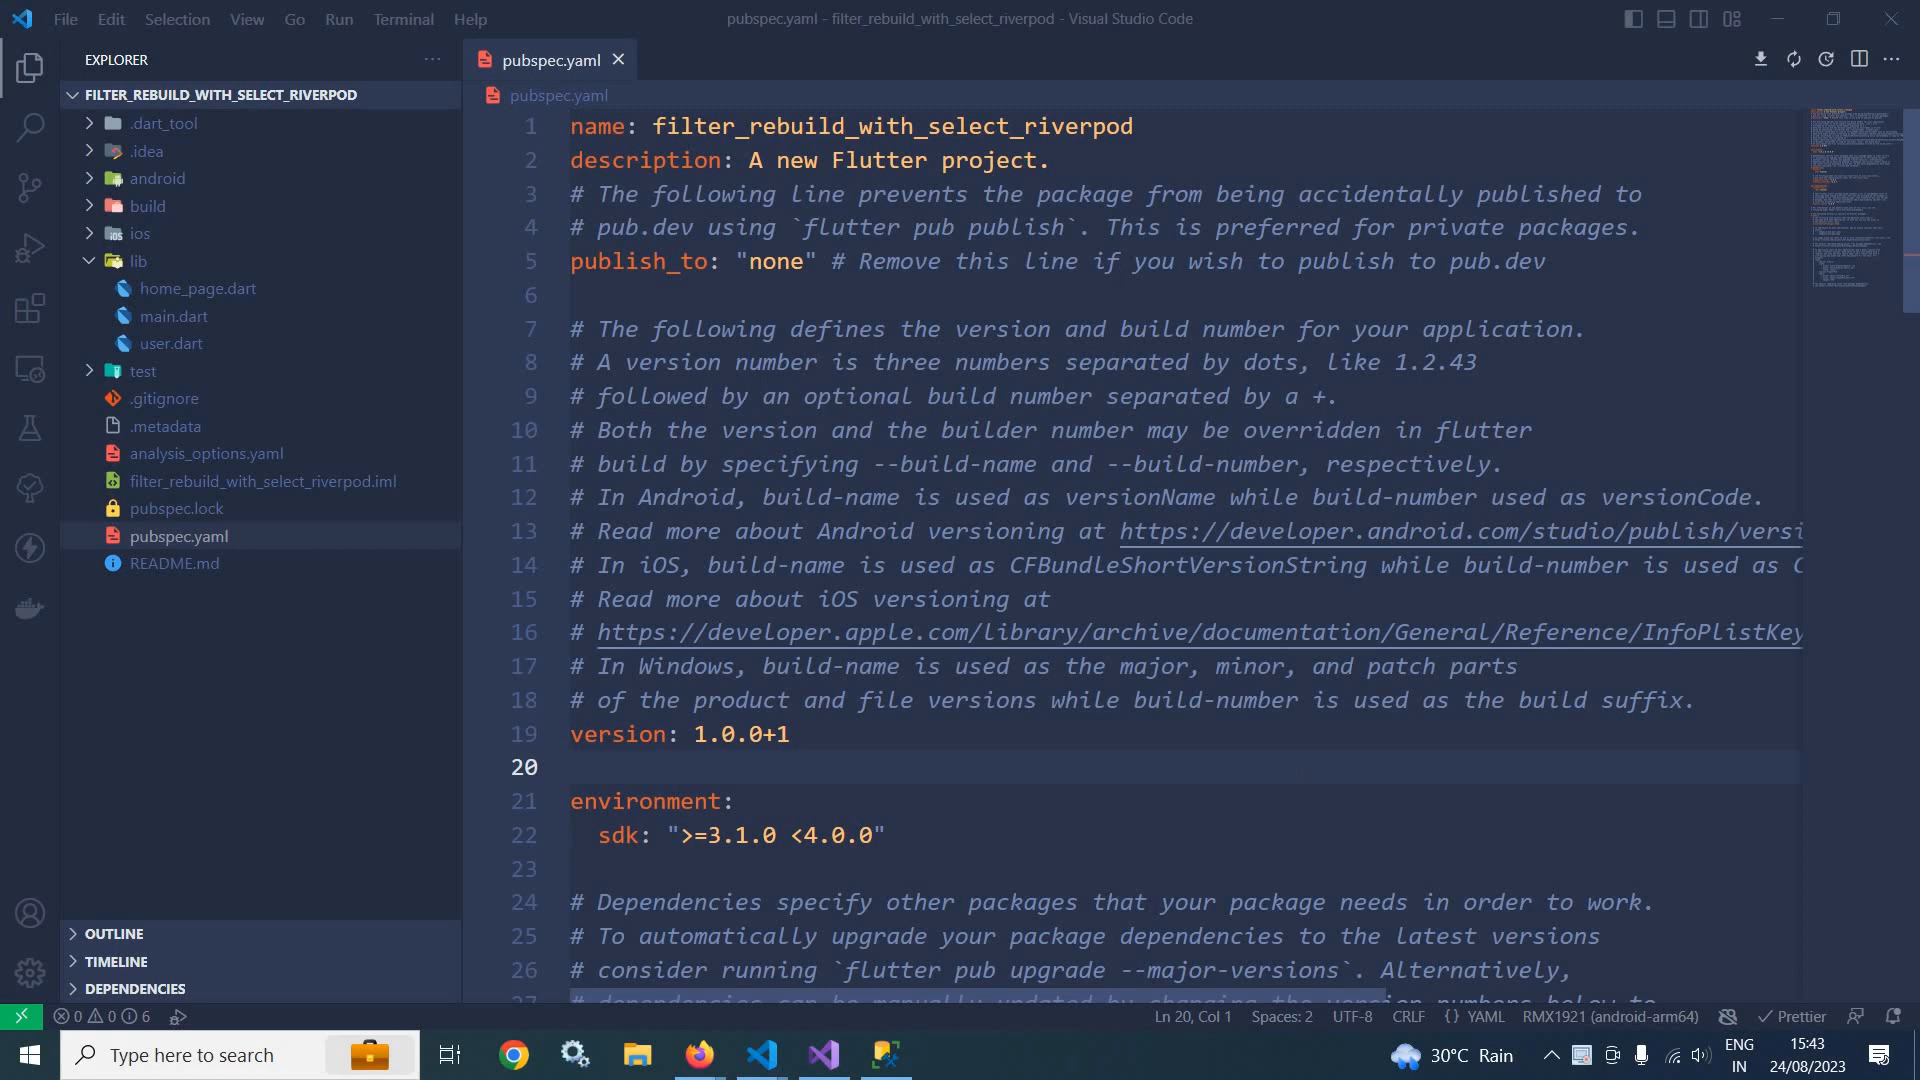 File Edit Selection View Go Run Terminal Help
pubspec.yaml - filter_rebuild_with_select_riverpod - Visual Studio Code
EXPLORER
FILTER_REBUILD_WITH_SELECT_RIVERPOD
.dart_tool
.idea
android
build
ios
lib
home_page.dart
main.dart
user.dart
test
.gitignore
.metadata
analysis_options.yaml
filter_rebuild_with_select_riverpod.iml
pubspec.lock
pubspec.yaml
README.md
OUTLINE
TIMELINE
DEPENDENCIES
pubspec.yaml
pubspec.yaml
1 name: filter_rebuild_with_select_riverpod
2 description: A new Flutter project.
3 # The following line prevents the package from being accidentally published to
4 # pub.dev using `flutter pub publish`. This is preferred for private packages.
5 publish_to: "none" # Remove this line if you wish to publish to pub.dev
6
7 # The following defines the version and build number for your application.
8 # A version number is three numbers separated by dots, like 1.2.43
9 # followed by an optional build number separated by a +.
10 # Both the version and the builder number may be overridden in flutter
11 # build by specifying --build-name and --build-number, respectively.
12 # In Android, build-name is used as versionName while build-number used as versionCode.
13 # Read more about Android versioning at https://developer.android.com/studio/publish/versi
14 # In iOS, build-name is used as CFBundleShortVersionString while build-number is used as C
15 # Read more about iOS versioning at
16 # https://developer.apple.com/library/archive/documentation/General/Reference/InfoPlistKey
17 # In Windows, build-name is used as the major, minor, and patch parts
18 # of the product and file versions while build-number is used as the build suffix.
19 version: 1.0.0+1
20
21 environment:
22 sdk: ">=3.1.0 <4.0.0"
23
24 # Dependencies specify other packages that your package needs in order to work.
25 # To automatically upgrade your package dependencies to the latest versions
26 # consider running `flutter pub upgrade --major-versions`. Alternatively,
27 # dependencies can be manually updated by changing the version numbers below to
0 0 6
Ln 20, Col 1 Spaces: 2 UTF-8 CRLF {} YAML RMX1921 (android-arm64) Prettier
Type here to search
30°C Rain
ENG
IN
15:43
24/08/2023